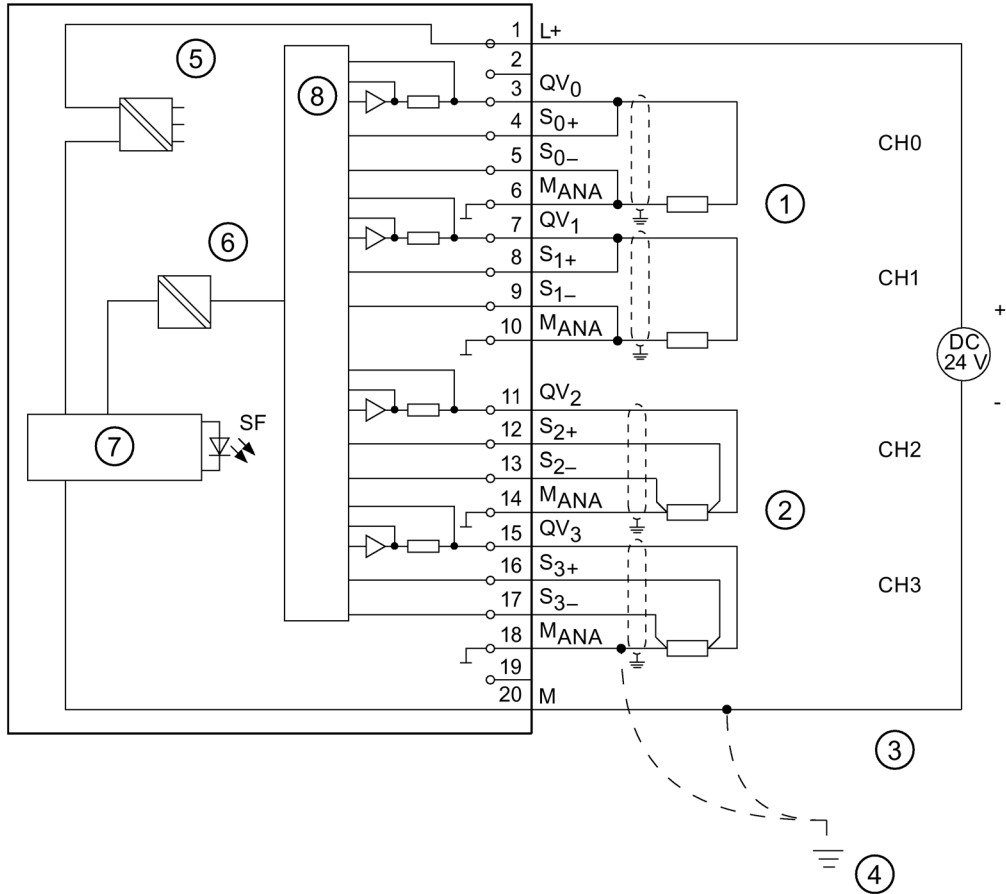 1 L+
2
3 QV0
4 S0+
5 S0–
6 MANA
7 QV1
8 S1+
9 S1–
10 MANA
11 QV2
12 S2+
13 S2–
14 MANA
15 QV3
16 S3+
17 S3–
18 MANA
19
20 M
5
8
6
7
SF
1
2
3
4
CH0
CH1
CH2
CH3
+
DC
24 V
-